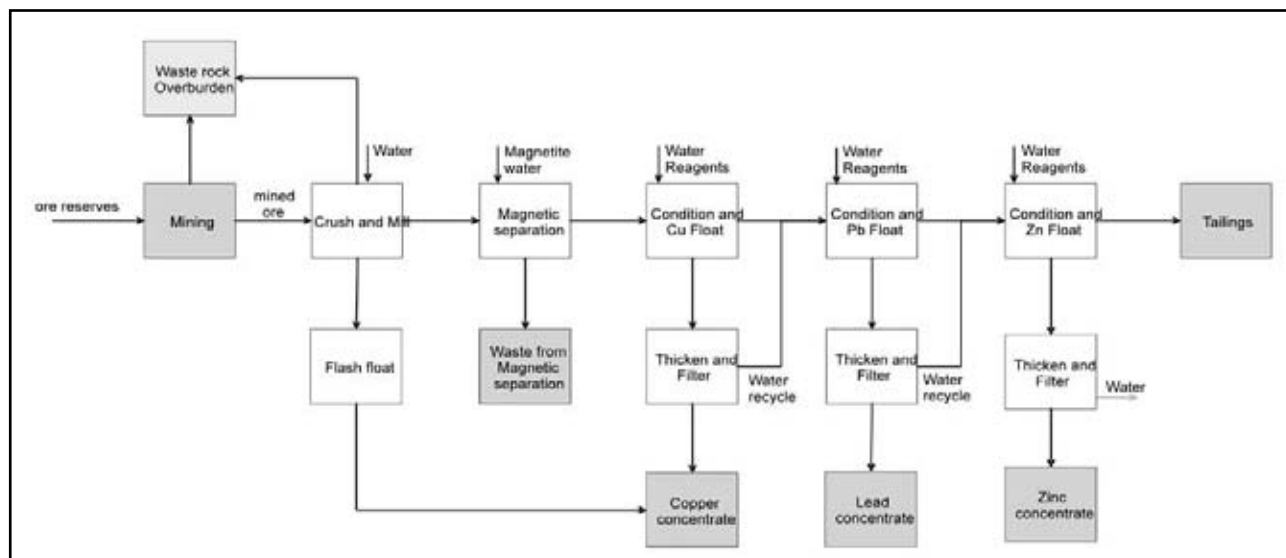 Waste rock
Overburden
Water
Magnetite
water
Water
Reagents
Water
Reagents
Water
Reagents
ore reserves
Mining
mined
ore
Crush and Mill
Magnetic
separation
Condition and
Cu Float
Condition and
Pb Float
Condition and
Zn Float
Tailings
Flash float
Waste from
Magnetic
separation
Thicken and
Filter
Water
recycle
Thicken and
Filter
Water
recycle
Thicken and
Filter
Water
Copper
concentrate
Lead
concentrate
Zinc
concentrate